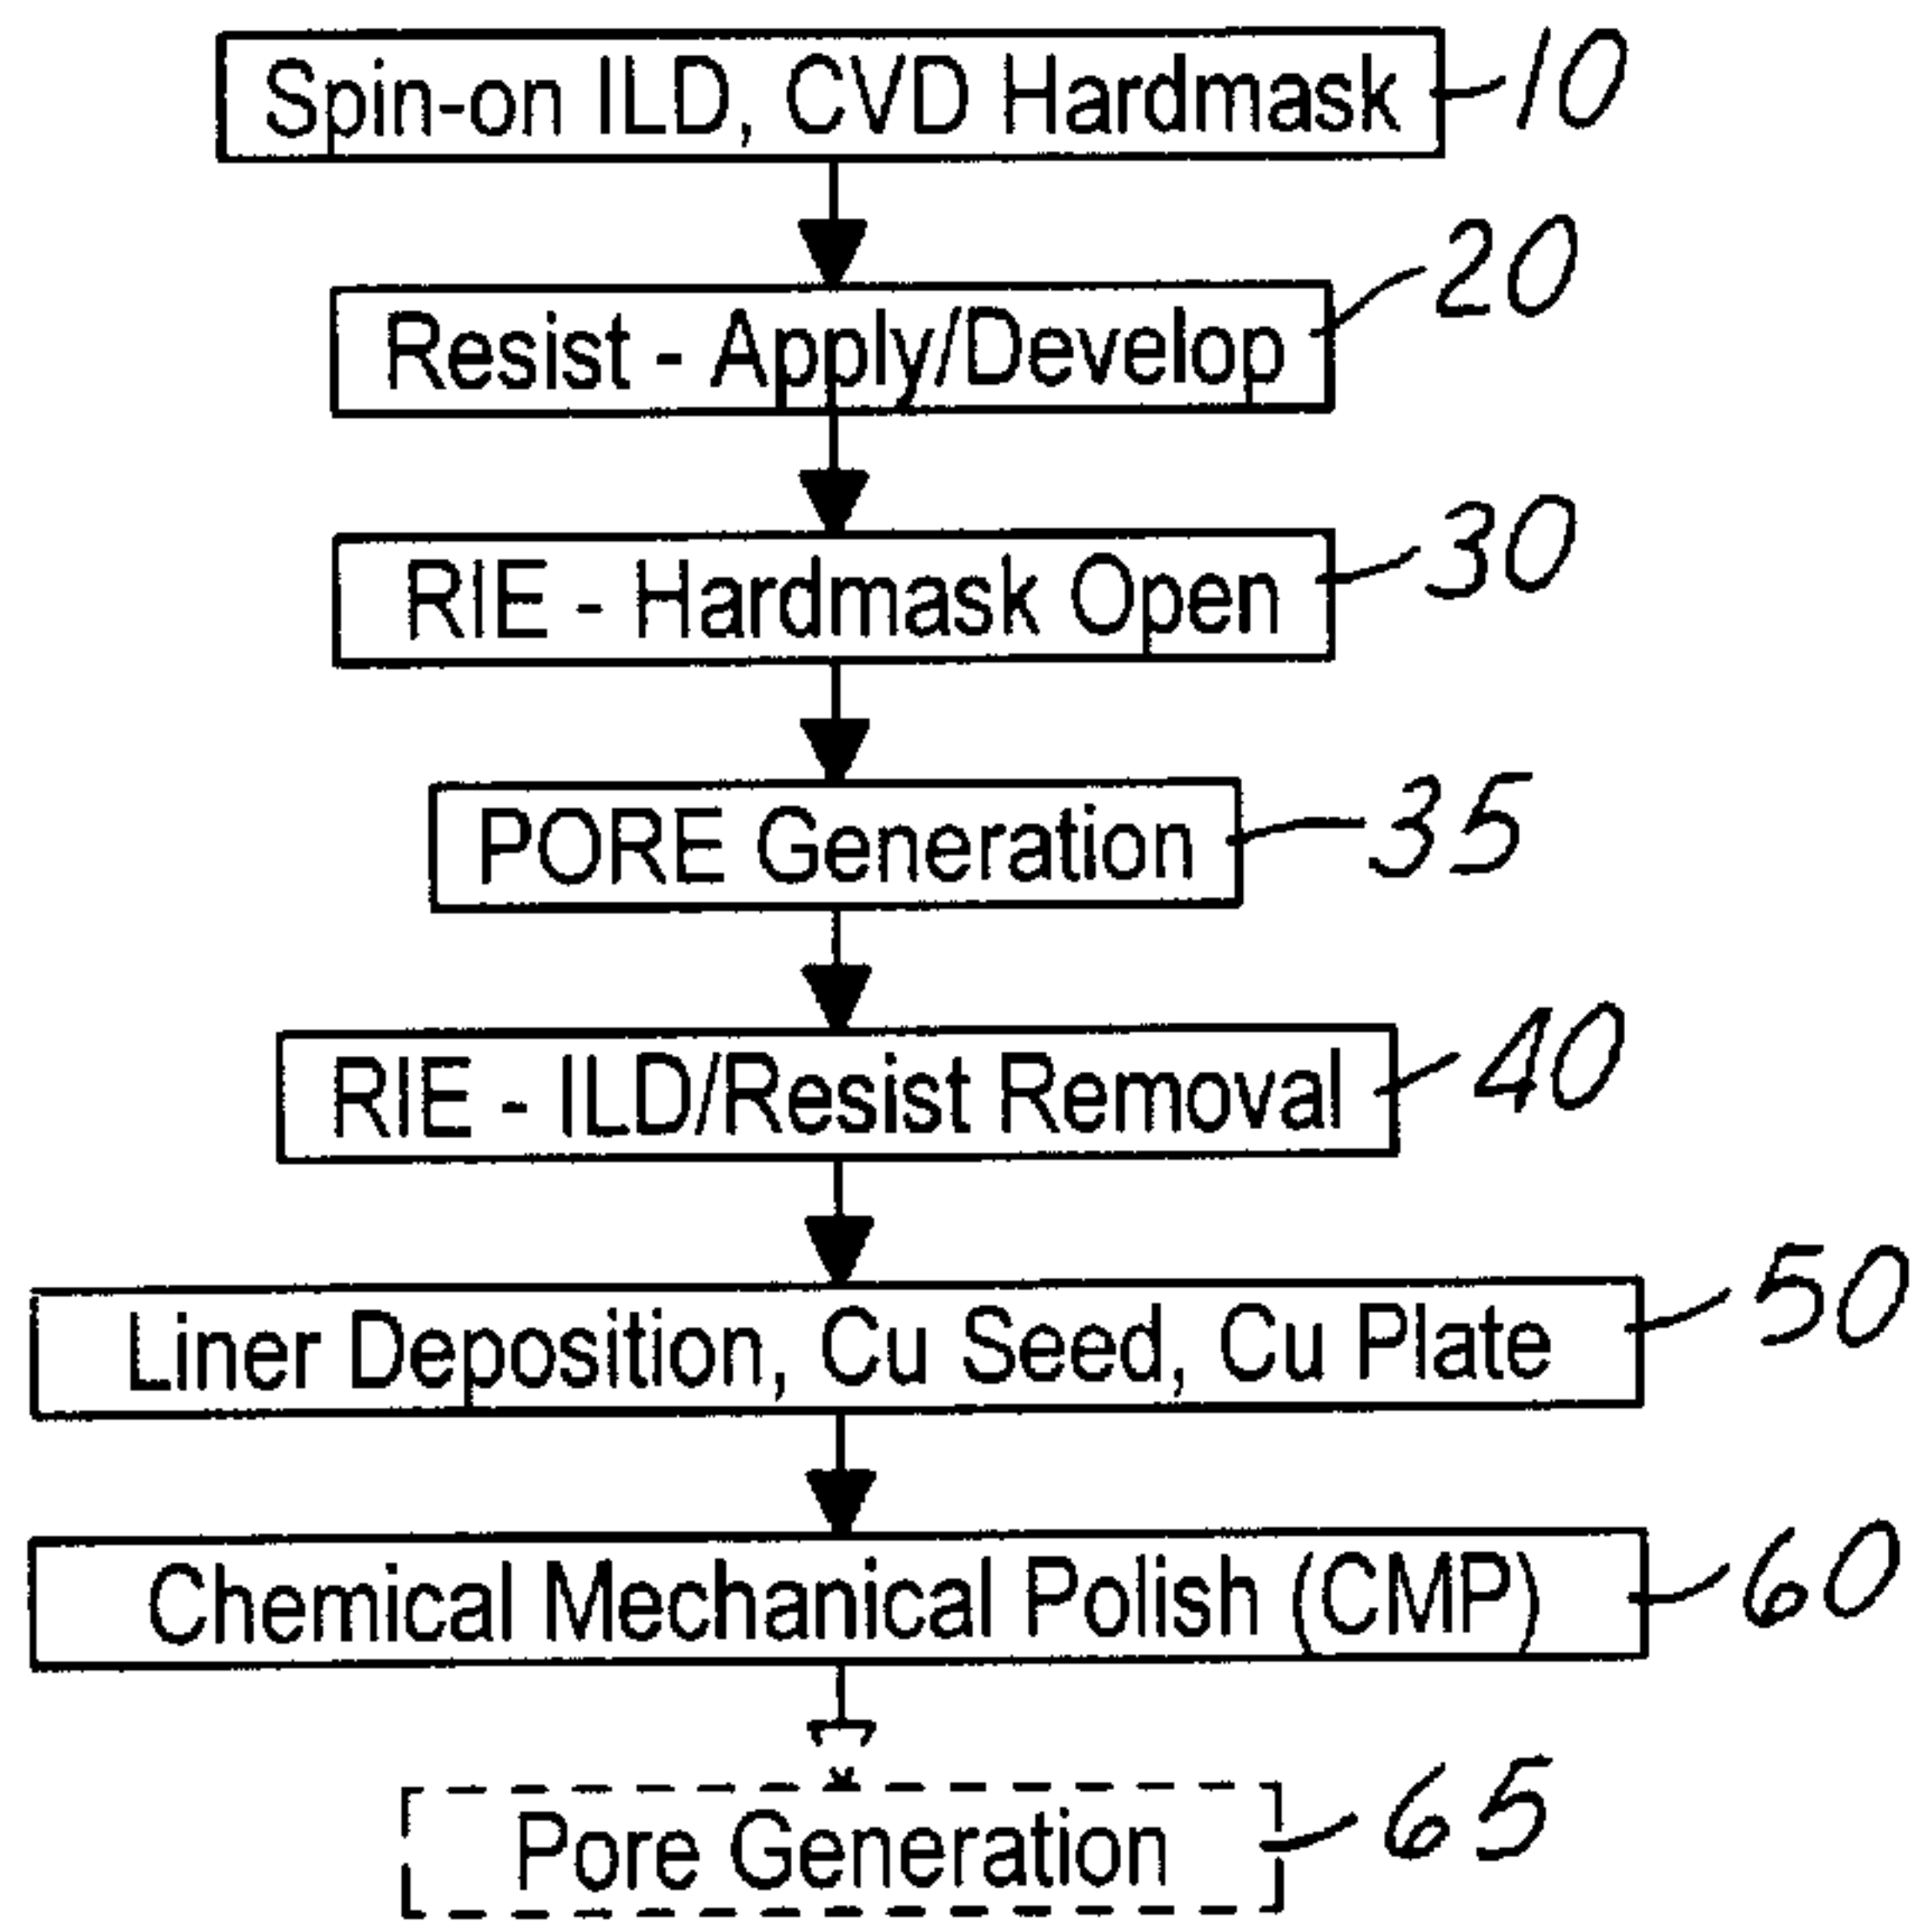 Spin-on ILD, CVD Hardmask 10
Resist - Apply/Develop 20
RIE - Hardmask Open 30
PORE Generation 35
RIE - ILD/Resist Removal 40
Liner Deposition, Cu Seed, Cu Plate 50
Chemical Mechanical Polish (CMP) 60
Pore Generation 65